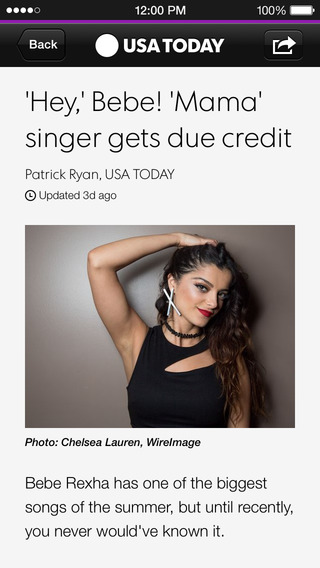 12:00 PM
100%
Back
USA TODAY
'Hey,' Bebe! 'Mama'
singer gets due credit
Patrick Ryan, USA TODAY
Updated 3d ago
Photo: Chelsea Lauren, WireImage
Bebe Rexha has one of the biggest
songs of the summer, but until recently,
you never would've known it.